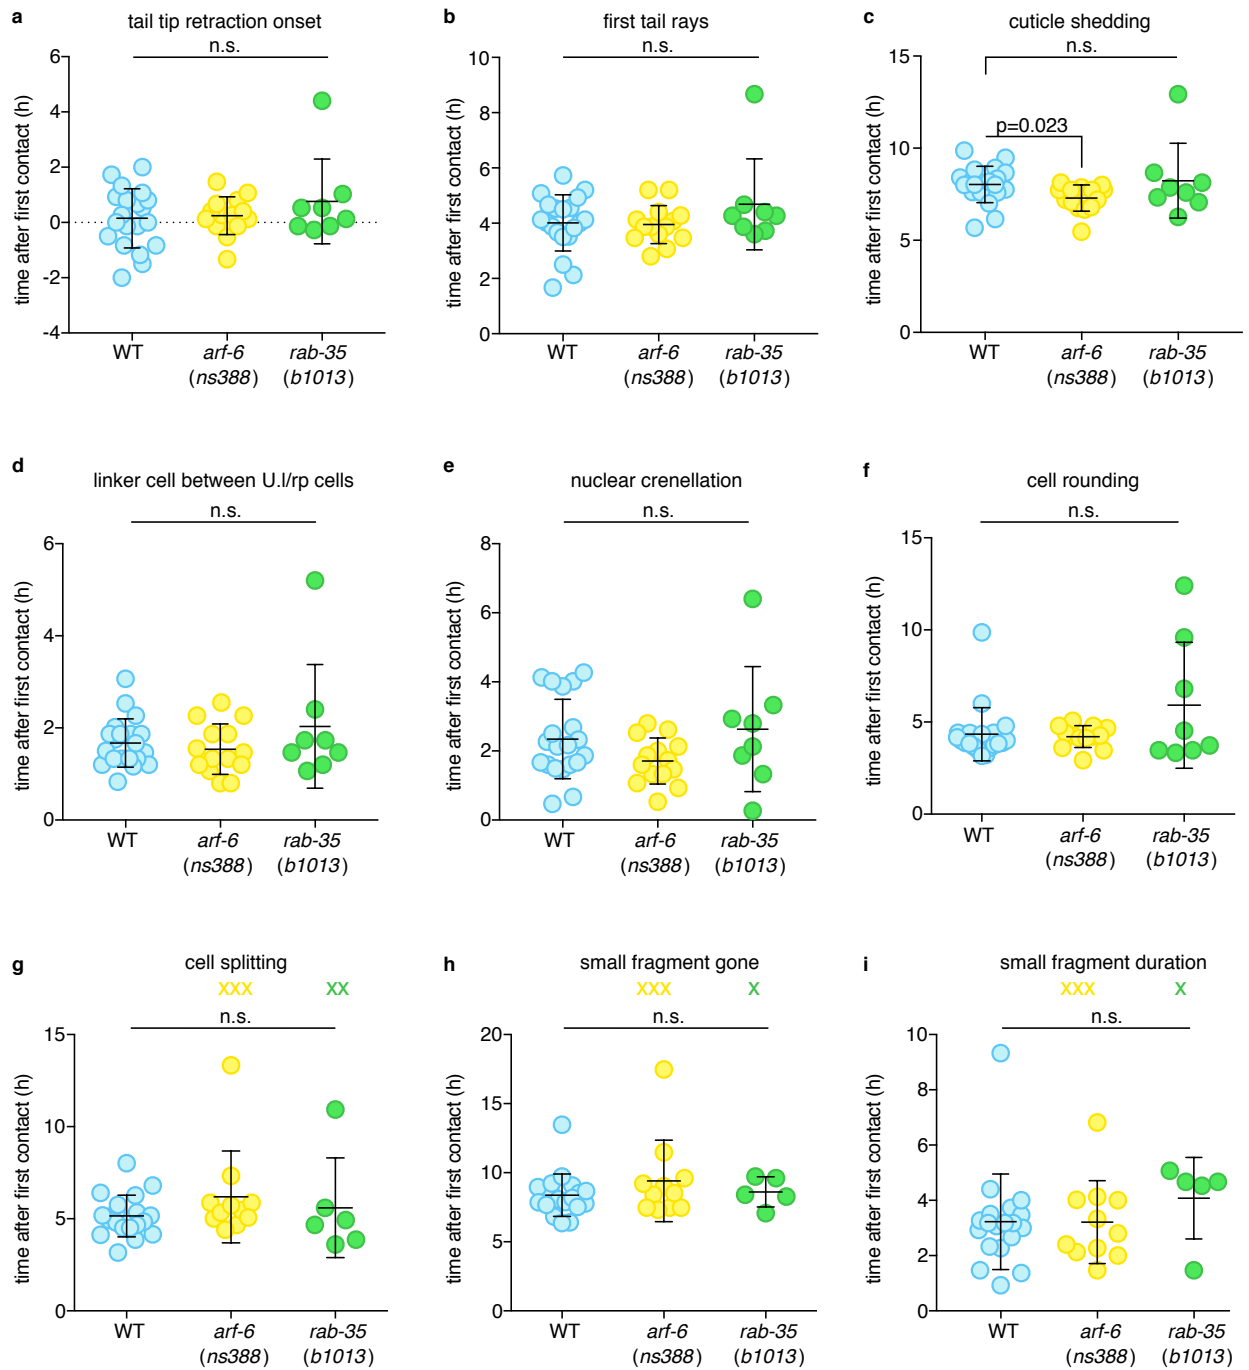 a tail tip retraction onset
n.s.
time after first contact (h)
6
4
2
0
-2
-4
WT
arf-6
(ns388)
rab-35
(b1013)
b first tail rays
n.s.
time after first contact (h)
10
8
6
4
2
0
WT
arf-6
(ns388)
rab-35
(b1013)
c cuticle shedding
n.s.
p=0.023
time after first contact (h)
15
10
5
0
WT
arf-6
(ns388)
rab-35
(b1013)
d linker cell between U.l/rp cells
n.s.
time after first contact (h)
6
4
2
0
WT
arf-6
(ns388)
rab-35
(b1013)
e nuclear crenellation
n.s.
time after first contact (h)
8
6
4
2
0
WT
arf-6
(ns388)
rab-35
(b1013)
f cell rounding
n.s.
time after first contact (h)
15
10
5
0
WT
arf-6
(ns388)
rab-35
(b1013)
g cell splitting
XXX XX
n.s.
time after first contact (h)
15
10
5
0
WT
arf-6
(ns388)
rab-35
(b1013)
h small fragment gone
XXX X
n.s.
time after first contact (h)
20
15
10
5
0
WT
arf-6
(ns388)
rab-35
(b1013)
i small fragment duration
XXX X
n.s.
time after first contact (h)
10
8
6
4
2
0
WT
arf-6
(ns388)
rab-35
(b1013)